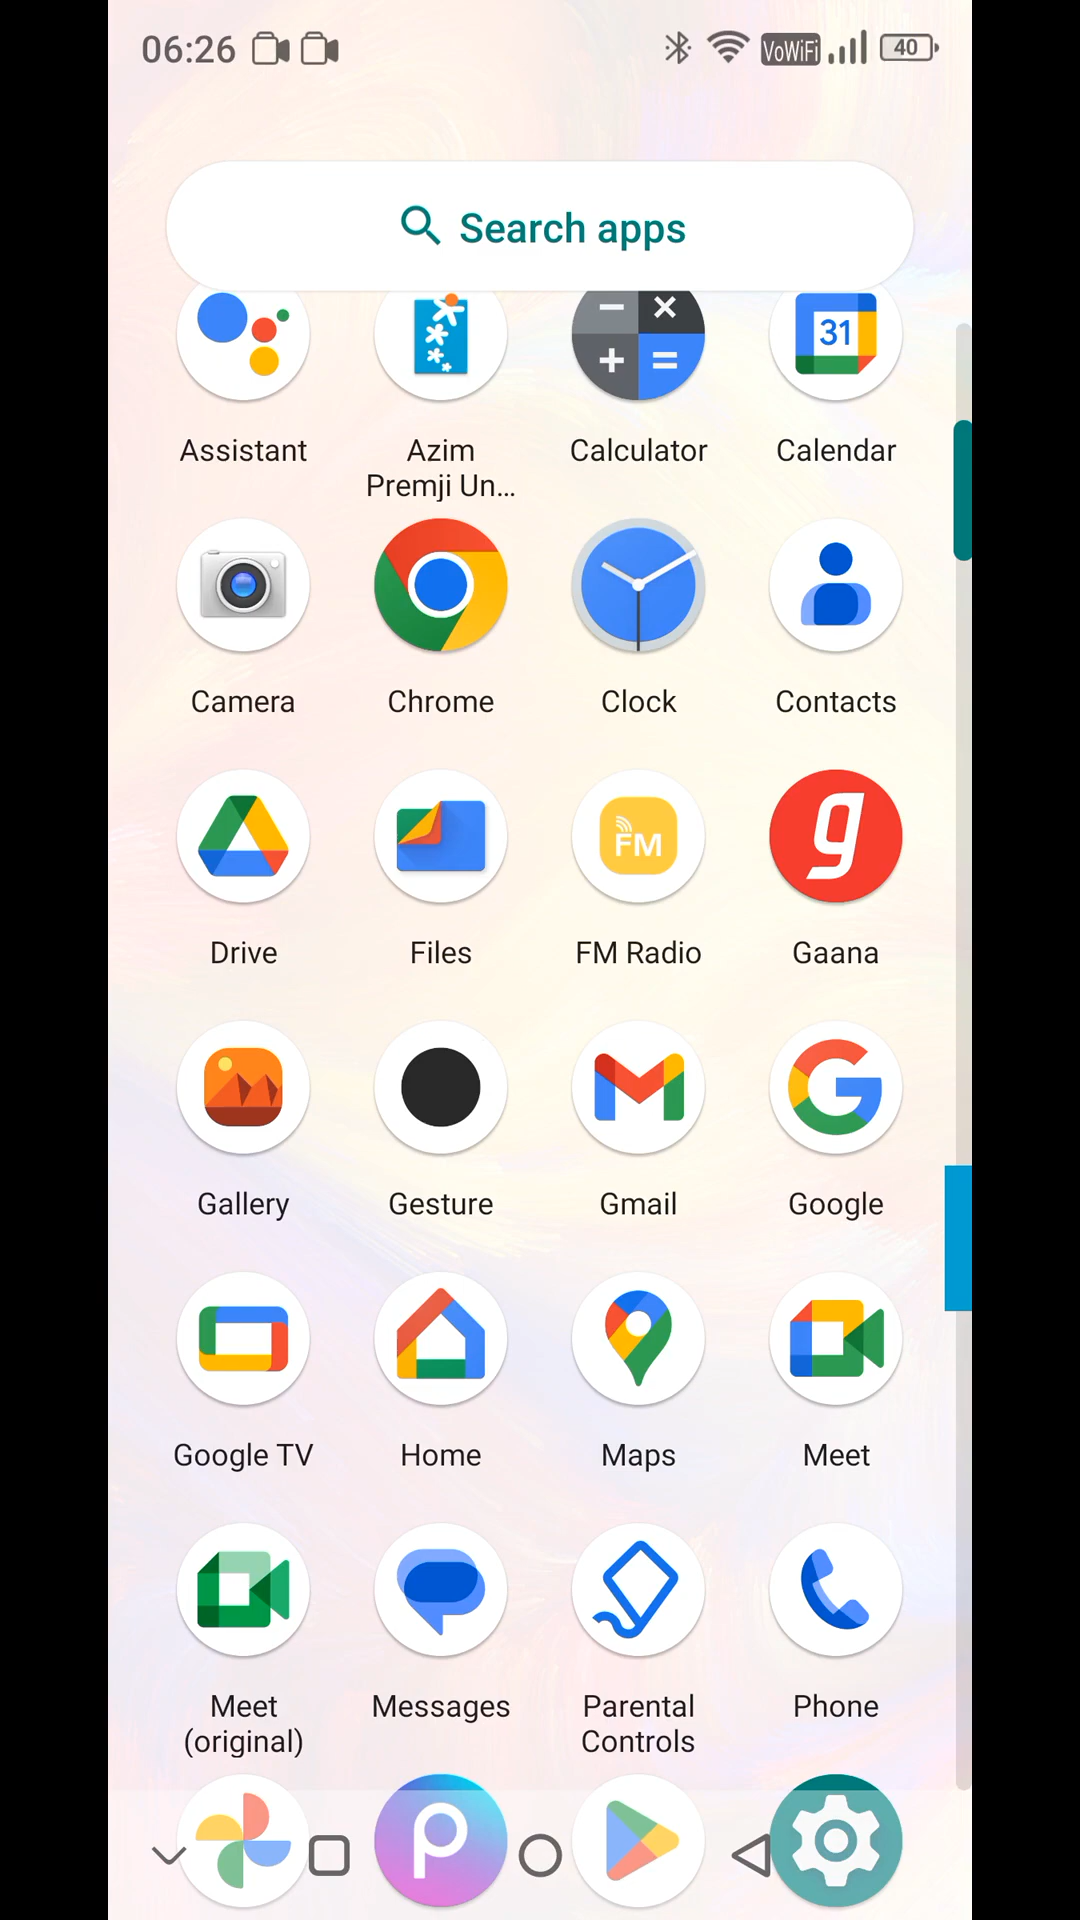 06:26 VoWiFi 40
Search apps
31
Assistant Azim Calculator Calendar
Premji Un...
Camera Chrome Clock Contacts
FM g
Drive Files FM Radio Gaana
Gallery Gesture Gmail Google
Google TV Home Maps Meet
Meet Messages Parental Phone
(original) Controls